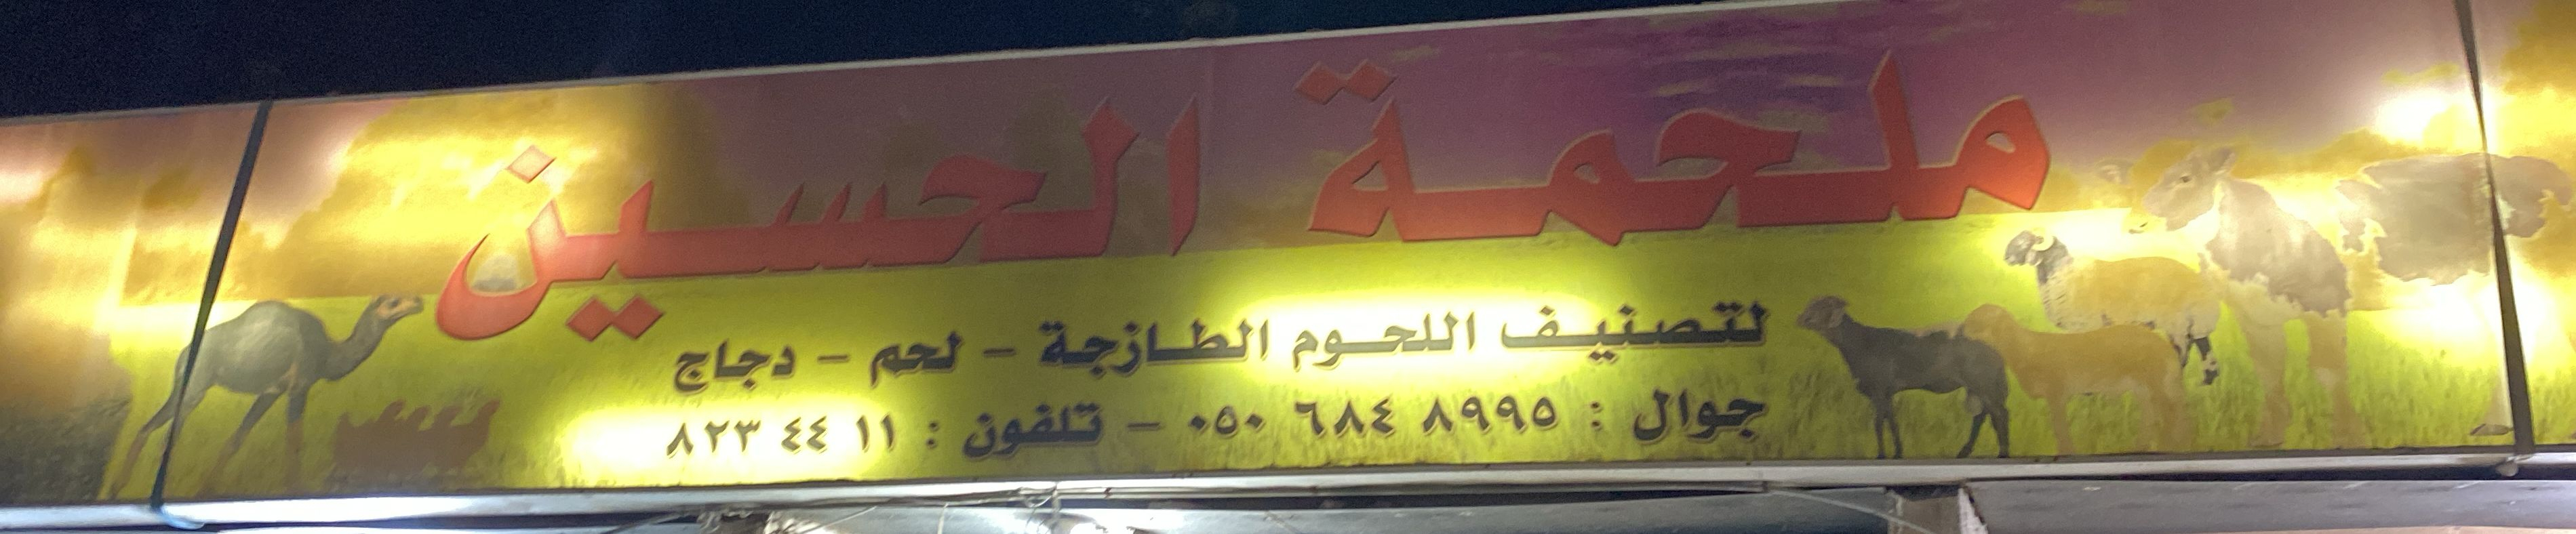 ملحمة الحسين
لتصنيف اللحوم الطازجة - لحم - دجاج
جوال : ٠٥٠ ٦٨٤ ٨٩٩٥ - تلفون : ٨٢٣ ٤٤ ١١